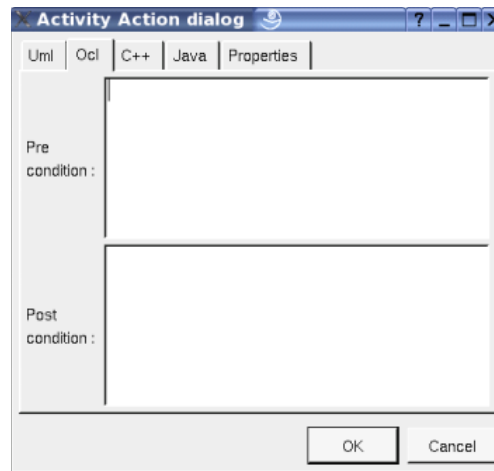 Activity Action dialog
Uml Ocl C++ Java Properties
Pre
condition :
Post
condition :
OK Cancel